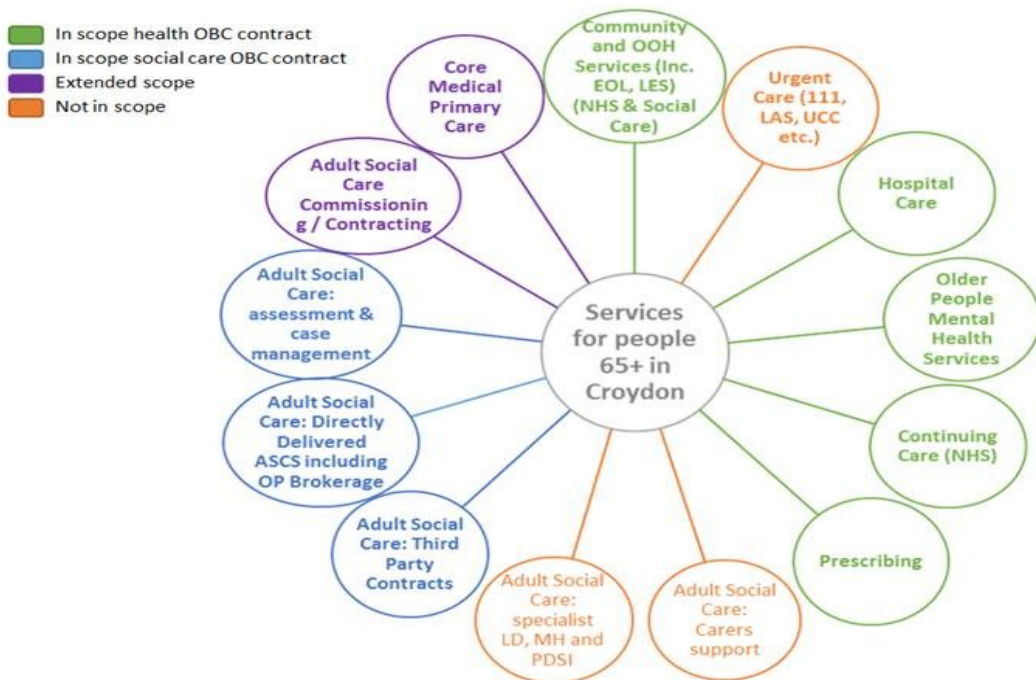 In scope health OBC contract
In scope social care OBC contract
Extended scope
Not in scope
Community
and OOH
Services (Inc.
EOL, LES)
(NHS & Social
Care)
Urgent
Care (111,
LAS, UCC
etc.)
Hospital
Care
Older
People
Mental
Health
Services
Continuing
Care (NHS)
Prescribing
Adult Social
Care:
Carers
support
Adult Social
Care:
specialist
LD, MH and
PDSI
Adult Social
Care: Third
Party
Contracts
Adult Social
Care: Directly
Delivered
ASCS including
OP Brokerage
Adult Social
Care:
assessment &
case
management
Adult Social
Care
Commissionin
g / Contracting
Core
Medical
Primary
Care
Services
for people
65+ in
Croydon